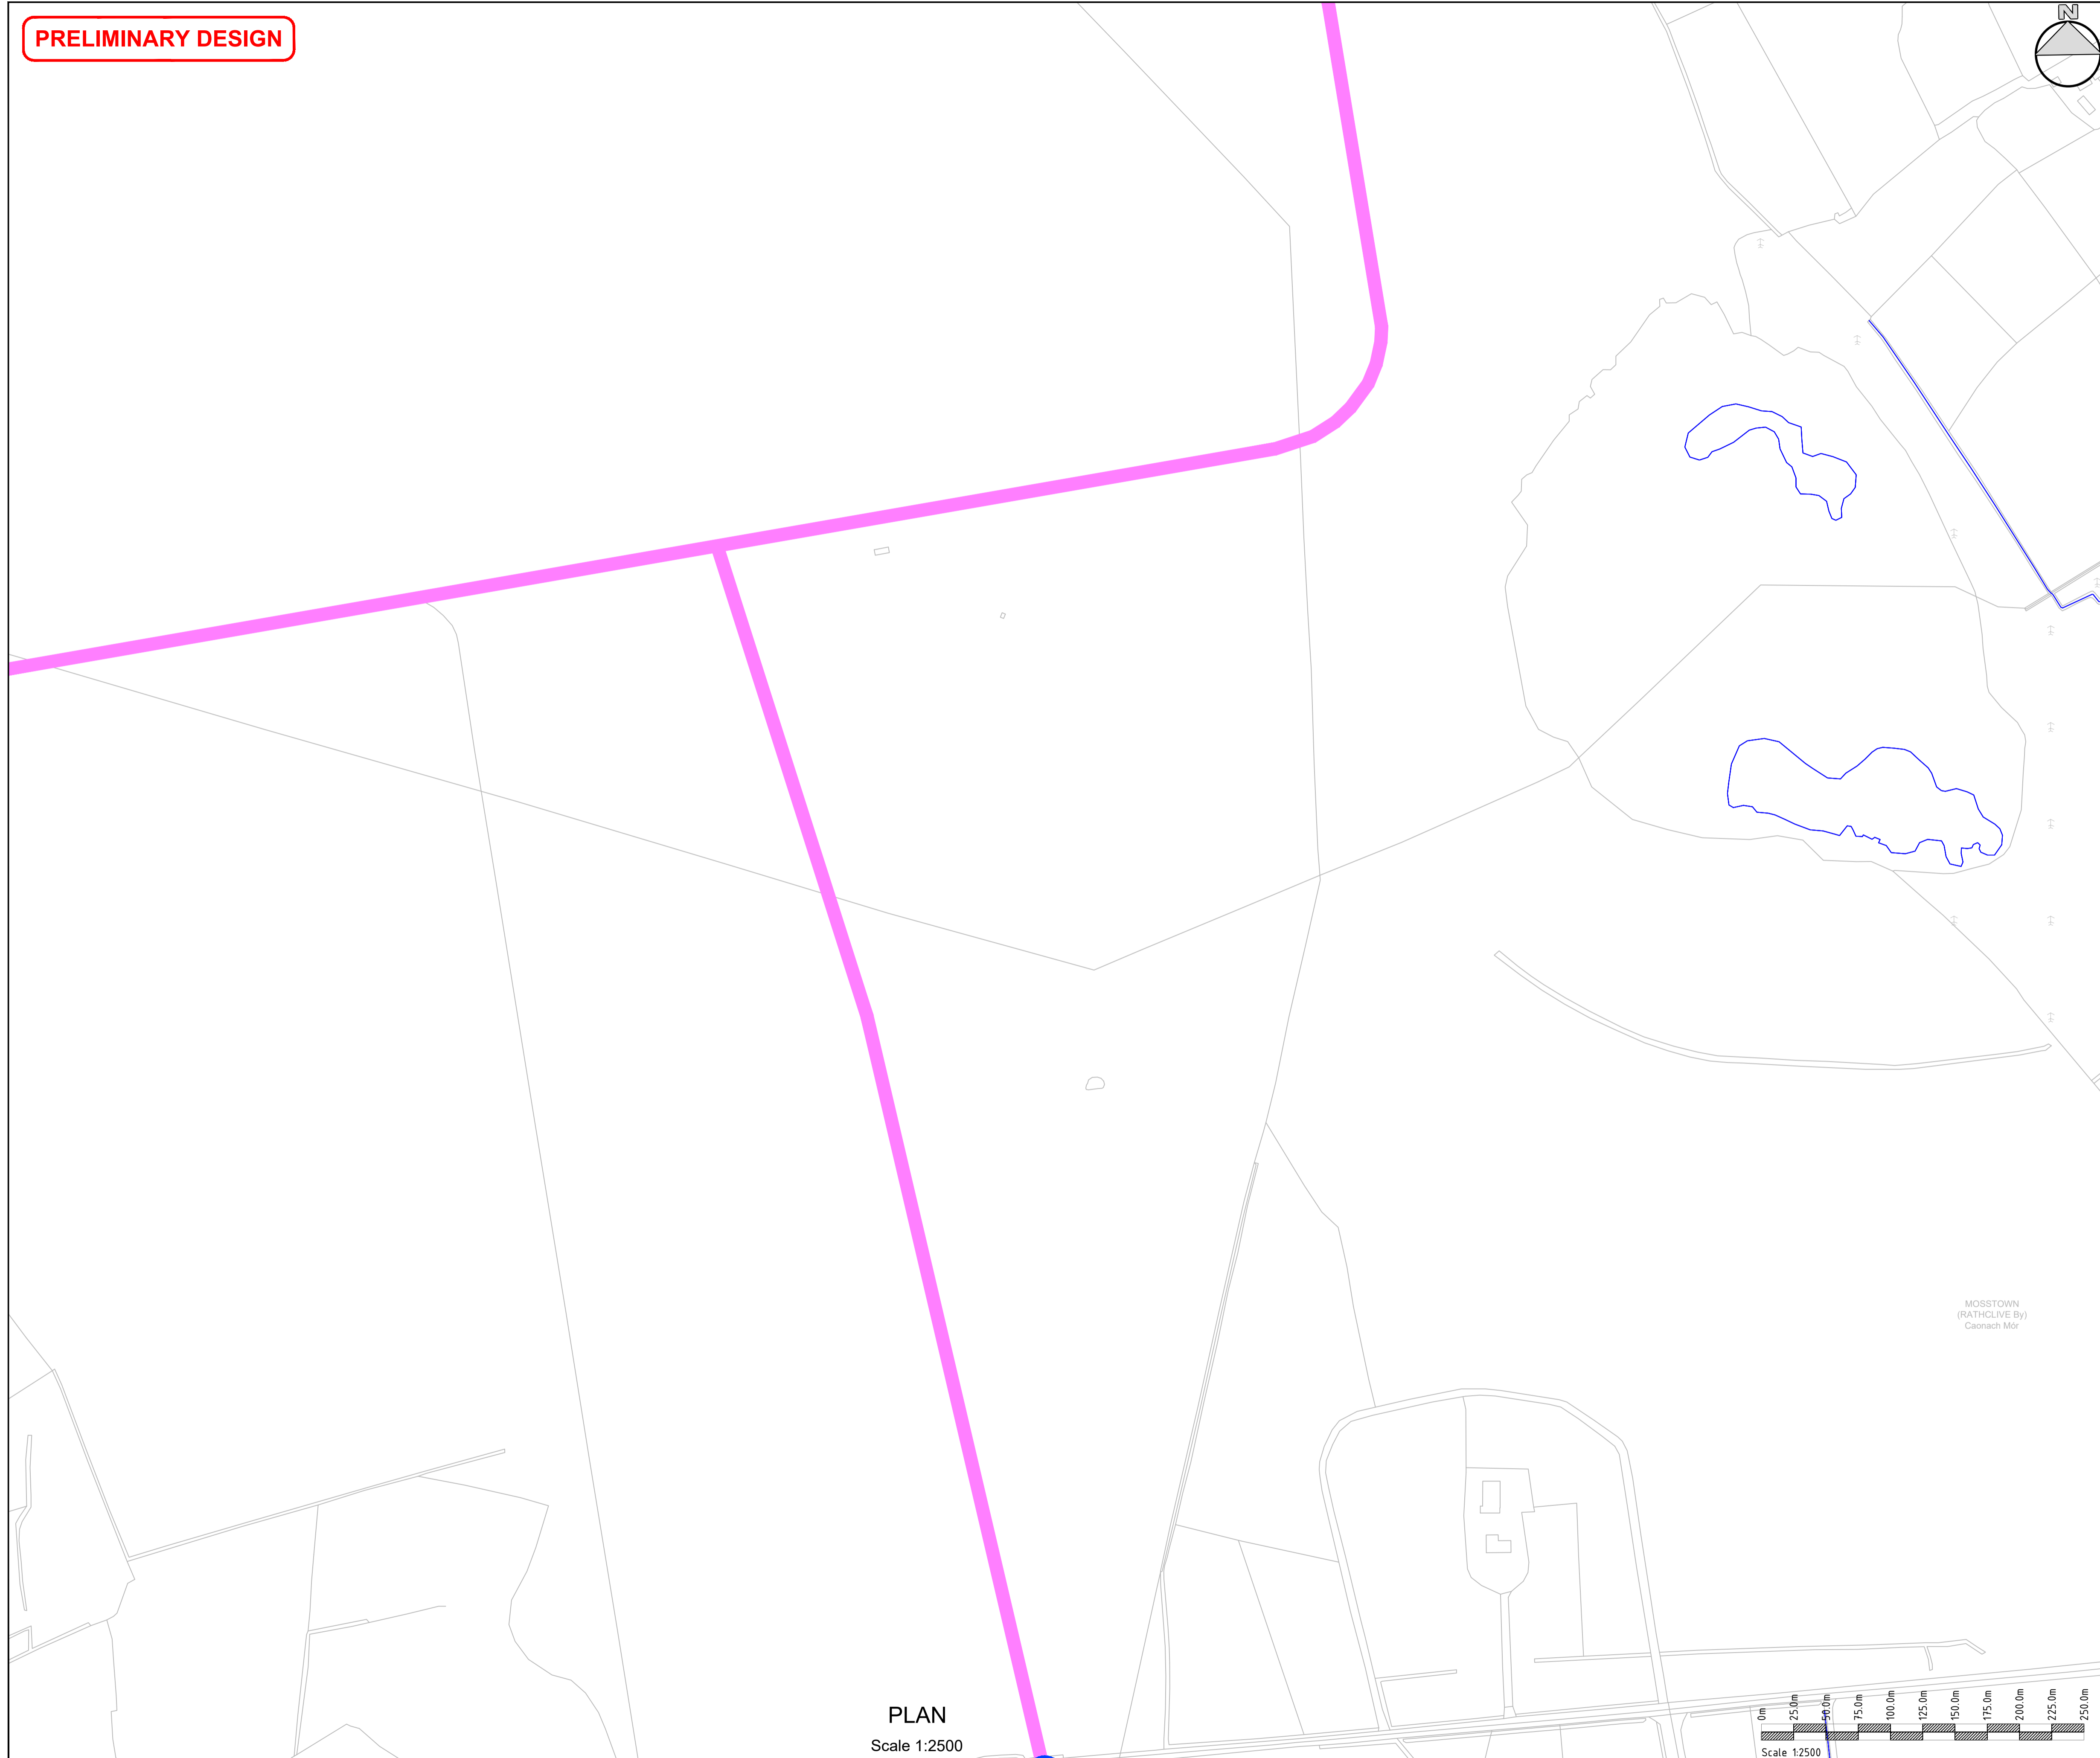 PRELIMINARY DESIGN
N
MOSSTOWN
(RATHCLIVE By)
Caonach Mór
PLAN
Scale 1:2500
0m
25.0m
50.0m
75.0m
100.0m
125.0m
150.0m
175.0m
200.0m
225.0m
250.0m
Scale 1:2500